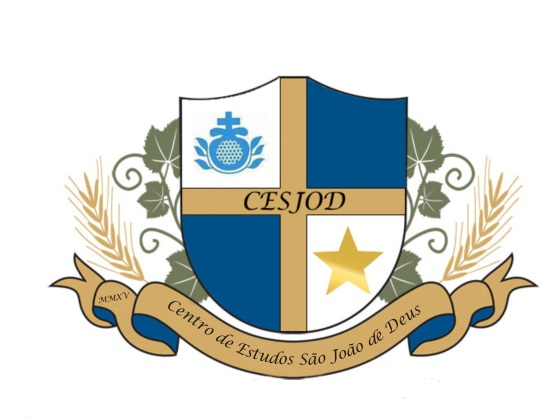 CESJOD
MMXV
Centro de Estudos São João de Deus